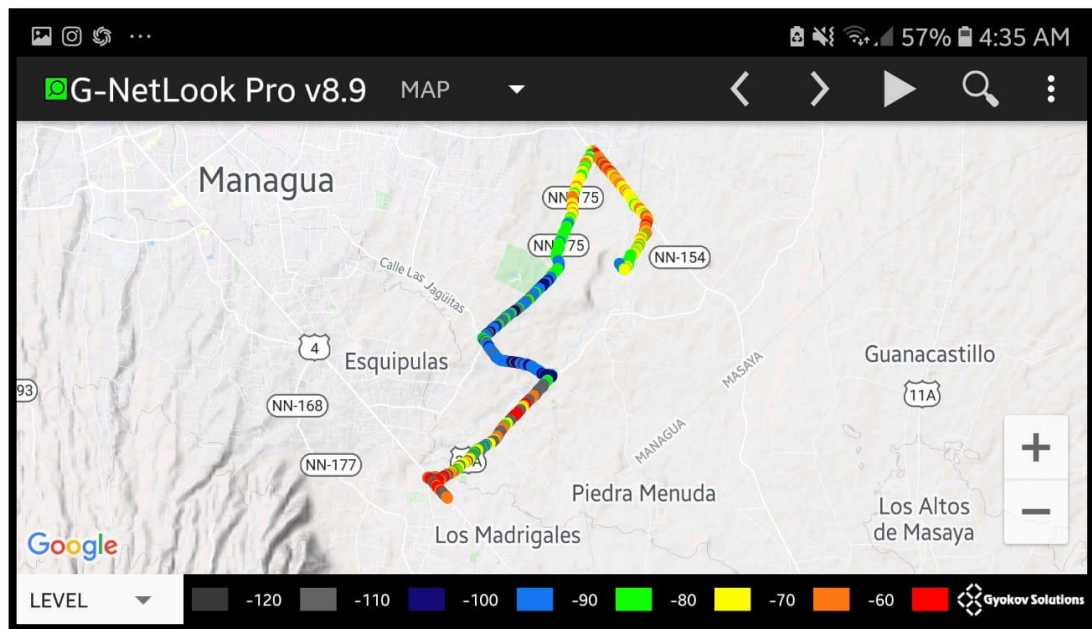 57% 4:35 AM
G-NetLook Pro v8.9 MAP
Managua
NN-175
NN-175
NN-154
Calle Las Jagüitas
4
Esquipulas
Guanacastillo
MASAYA
93
11A
NN-168
MANAGUA
NN-177
Piedra Menuda
Los Altos
de Masaya
Los Madrigales
Google
LEVEL -120 -110 -100 -90 -80 -70 -60 Gyokov Solutions